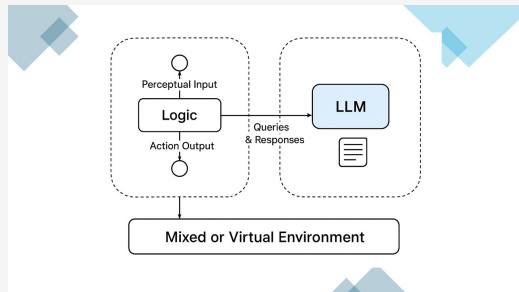 Perceptual Input
Logic
Action Output
Queries
& Responses
LLM
Mixed or Virtual Environment